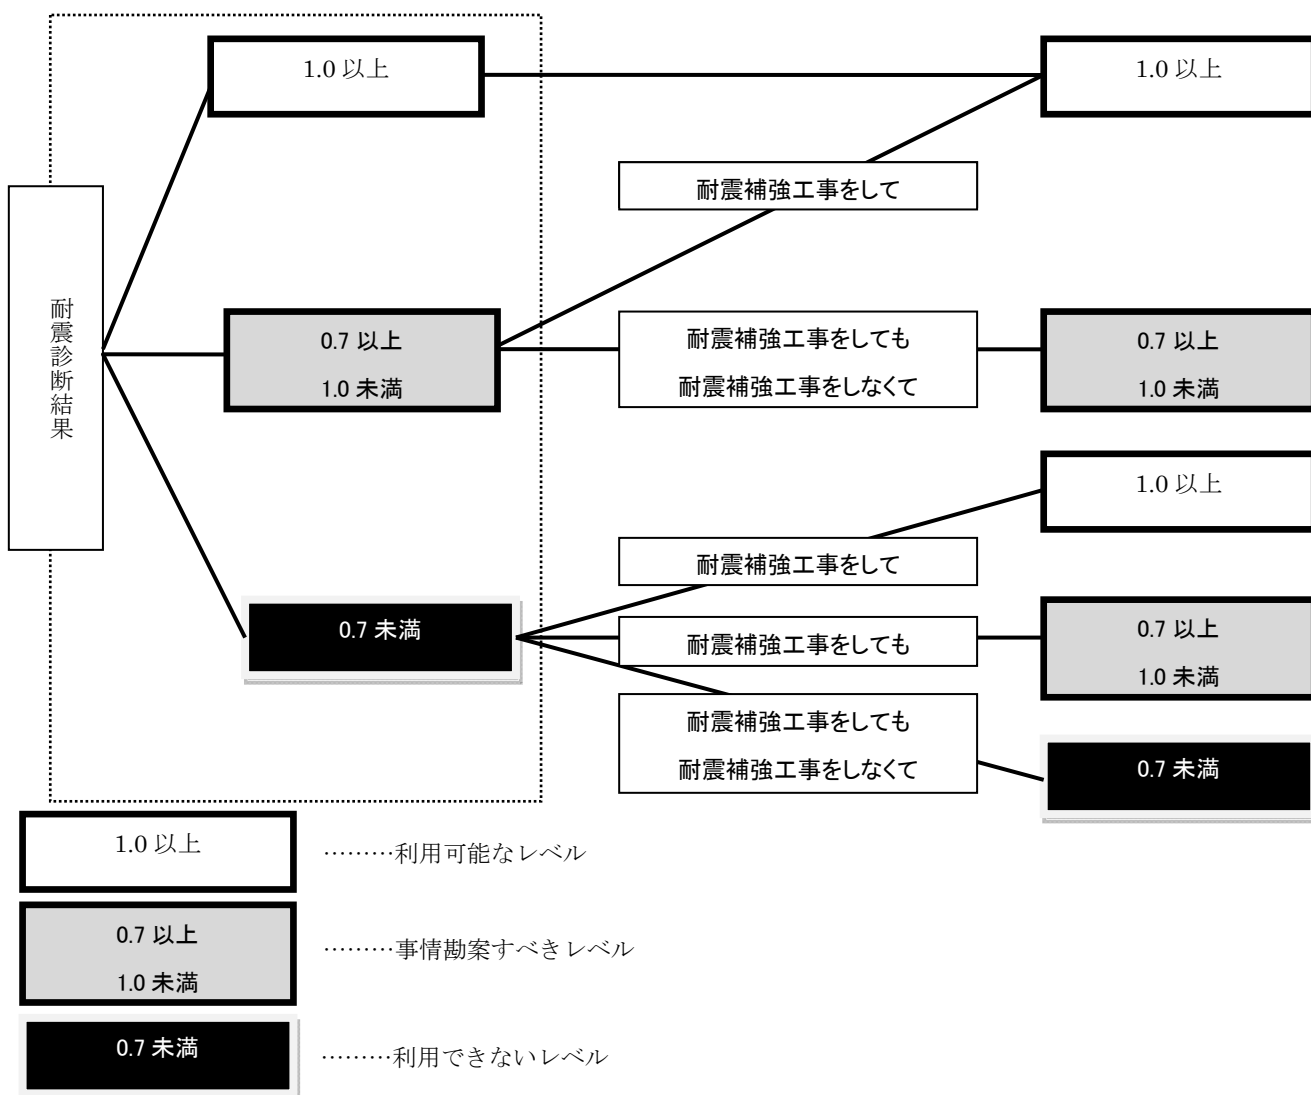 1.0 以上
1.0 以上
耐震補強工事をして
耐震診断結果
0.7 以上
1.0 未満
耐震補強工事をしても
耐震補強工事をしなくて
0.7 以上
1.0 未満
1.0 以上
耐震補強工事をして
0.7 未満
耐震補強工事をしても
0.7 以上
1.0 未満
耐震補強工事をしても
耐震補強工事をしなくて
0.7 未満
1.0 以上
………利用可能なレベル
0.7 以上
1.0 未満
………事情勘案すべきレベル
0.7 未満
………利用できないレベル